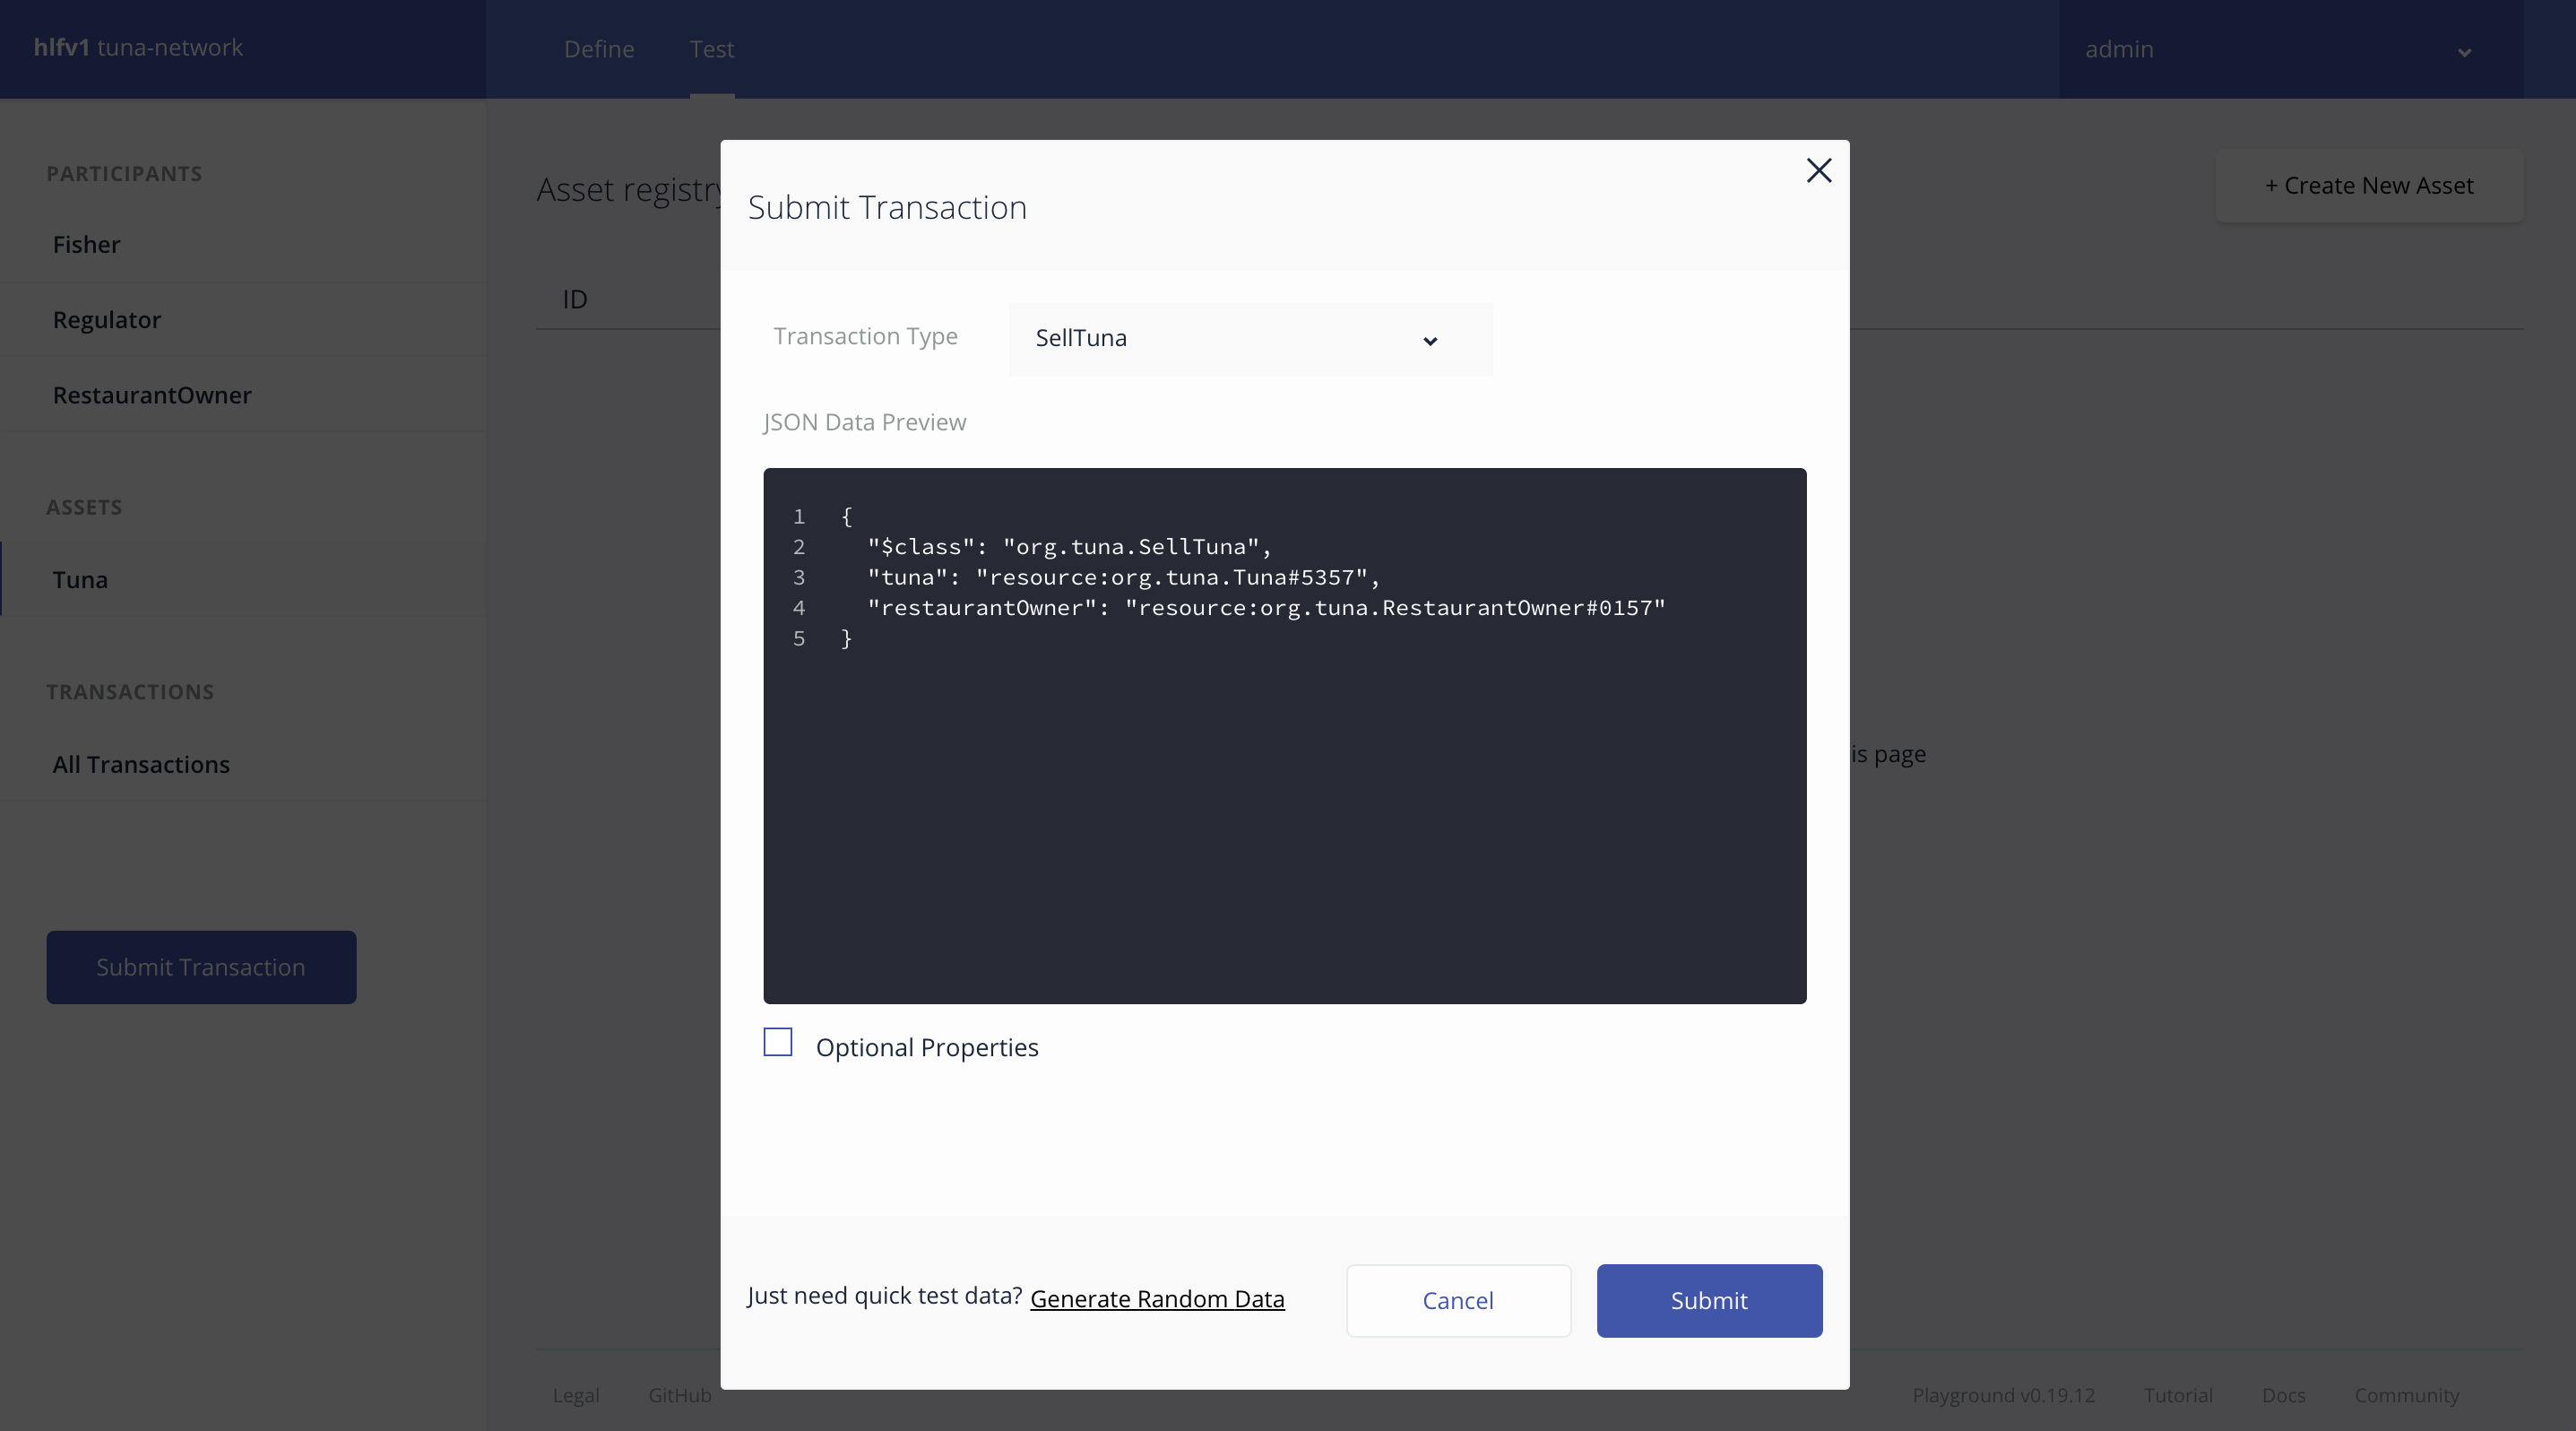 hlfv1 tuna-network
Define
Test
admin
PARTICIPANTS
Fisher
Regulator
RestaurantOwner
ASSETS
Tuna
TRANSACTIONS
All Transactions
Submit Transaction
Asset registry
+ Create New Asset
ID
is page
Submit Transaction
Transaction Type
SellTuna
JSON Data Preview
1 {
2 "$class": "org.tuna.SellTuna",
3 "tuna": "resource:org.tuna.Tuna#5357",
4 "restaurantOwner": "resource:org.tuna.RestaurantOwner#0157"
5 }
Optional Properties
Just need quick test data? Generate Random Data
Cancel
Submit
Legal
GitHub
Playground v0.19.12
Tutorial
Docs
Community